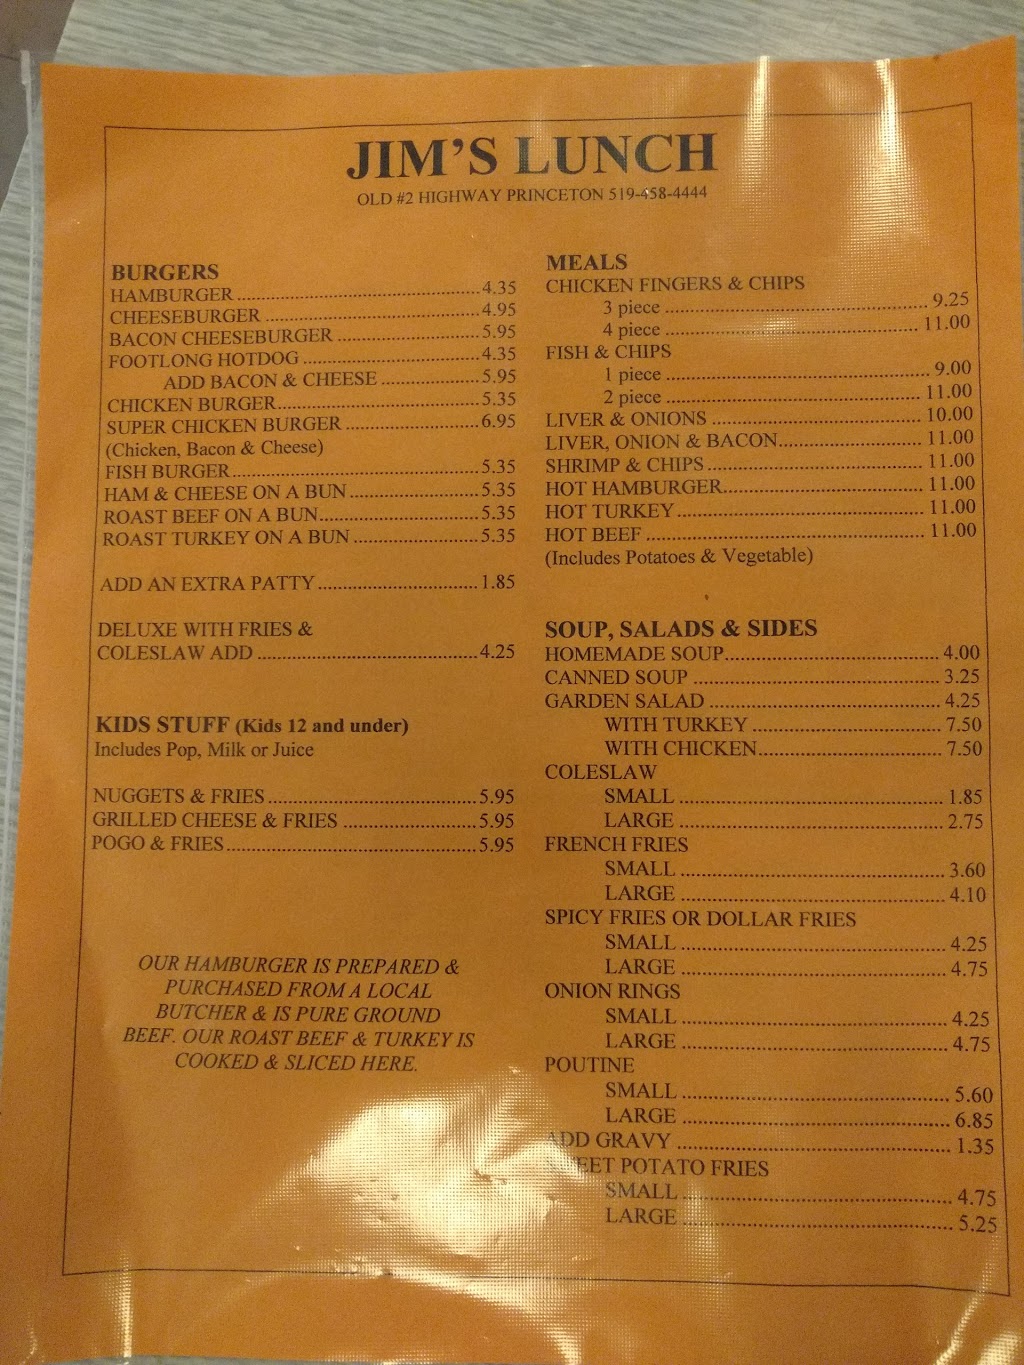 JIM'S LUNCH
OLD #2 HIGHWAY PRINCETON 519-458-4444
BURGERS
HAMBURGER ........ 4.35
CHEESEBURGER ........ 4.95
BACON CHEESEBURGER ........ 5.95
FOOTLONG HOTDOG ........ 4.35
ADD BACON & CHEESE ........ 5.95
CHICKEN BURGER ........ 5.35
SUPER CHICKEN BURGER ........ 6.95
(Chicken, Bacon & Cheese)
FISH BURGER ........ 5.35
HAM & CHEESE ON A BUN ........ 5.35
ROAST BEEF ON A BUN ........ 5.35
ROAST TURKEY ON A BUN ........ 5.35
ADD AN EXTRA PATTY ........ 1.85
DELUXE WITH FRIES &
COLESLAW ADD ........ 4.25
KIDS STUFF (Kids 12 and under)
Includes Pop, Milk or Juice
NUGGETS & FRIES ........ 5.95
GRILLED CHEESE & FRIES ........ 5.95
POGO & FRIES ........ 5.95
OUR HAMBURGER IS PREPARED &
PURCHASED FROM A LOCAL
BUTCHER & IS PURE GROUND
BEEF. OUR ROAST BEEF & TURKEY IS
COOKED & SLICED HERE.
MEALS
CHICKEN FINGERS & CHIPS
3 piece ........ 9.25
4 piece ........ 11.00
FISH & CHIPS
1 piece ........ 9.00
2 piece ........ 11.00
LIVER & ONIONS ........ 10.00
LIVER, ONION & BACON ........ 11.00
SHRIMP & CHIPS ........ 11.00
HOT HAMBURGER ........ 11.00
HOT TURKEY ........ 11.00
HOT BEEF ........ 11.00
(Includes Potatoes & Vegetable)
SOUP, SALADS & SIDES
HOMEMADE SOUP ........ 4.00
CANNED SOUP ........ 3.25
GARDEN SALAD ........ 4.25
WITH TURKEY ........ 7.50
WITH CHICKEN ........ 7.50
COLESLAW
SMALL ........ 1.85
LARGE ........ 2.75
FRENCH FRIES
SMALL ........ 3.60
LARGE ........ 4.10
SPICY FRIES OR DOLLAR FRIES
SMALL ........ 4.25
LARGE ........ 4.75
ONION RINGS
SMALL ........ 4.25
LARGE ........ 4.75
POUTINE
SMALL ........ 5.60
LARGE ........ 6.85
ADD GRAVY ........ 1.35
SWEET POTATO FRIES
SMALL ........ 4.75
LARGE ........ 5.25